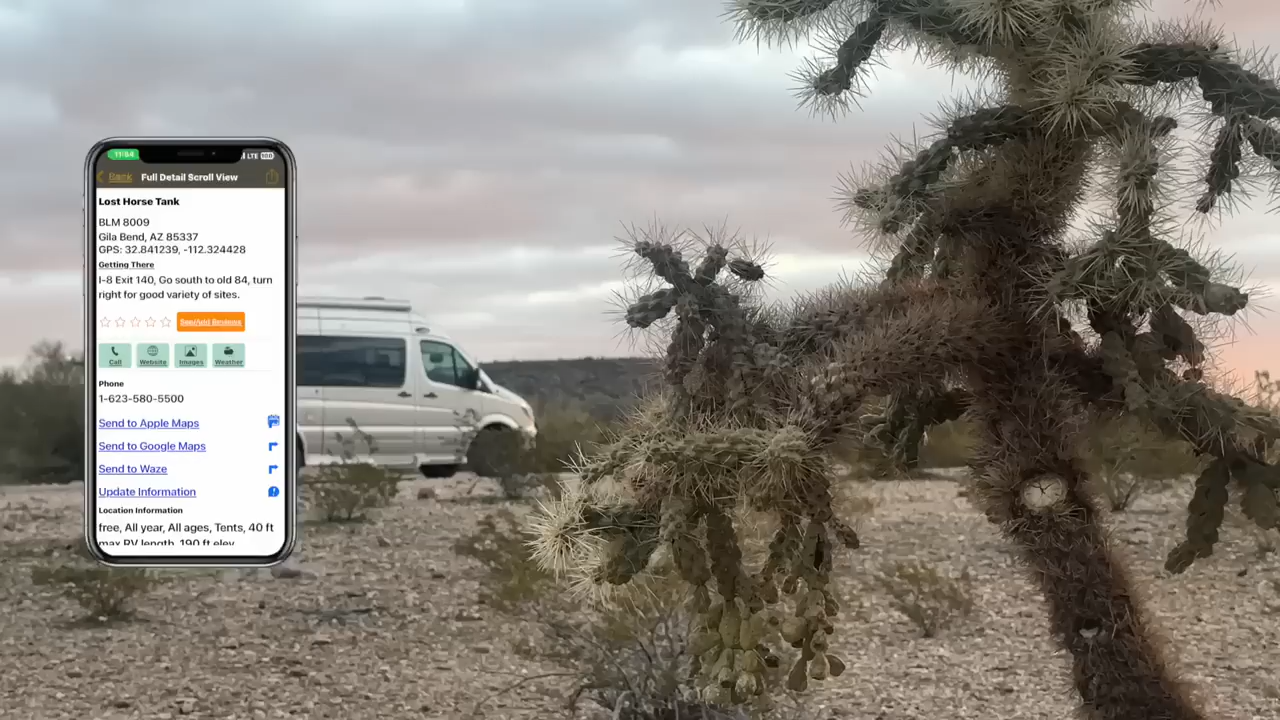 11:54
LTE 100
Back
Full Detail Scroll View
Lost Horse Tank
BLM 8009
Gila Bend, AZ 85337
GPS: 32.841239, -112.324428
Getting There
I-8 Exit 140, Go south to old 84, turn
right for good variety of sites.
See/Add Reviews
Call Website Images Weather
Phone
1-623-580-5500
Send to Apple Maps
Send to Google Maps
Send to Waze
Update Information
Location Information
free, All year, All ages, Tents, 40 ft
max RV length, 190 ft elev